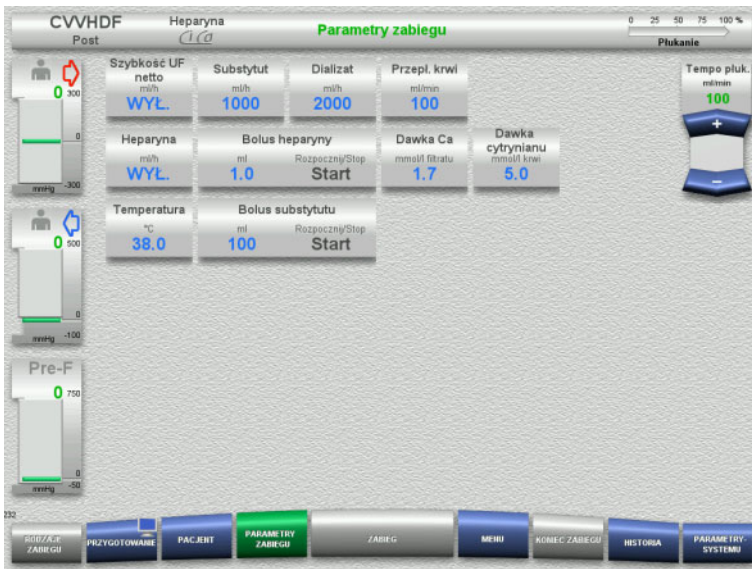 CVVHDF
Post
Heparyna
CiCa
Parametry zabiegu
0 25 50 75 100 %
Płukanie
0 300
0
-300
mmHg
Szybkość UF
netto
ml/h
WYŁ.
Substytut
ml/h
1000
Dializat
ml/h
2000
Przepł. krwi
ml/min
100
Tempo płuk.
ml/min
100
+
–
Heparyna
ml/h
WYŁ.
Bolus heparyny
ml Rozpocznij/Stop
1.0 Start
Dawka Ca
mmol/l filtratu
1.7
Dawka
cytrynianu
mmol/l krwi
5.0
0 500
0
-100
mmHg
Temperatura
°C
38.0
Bolus substytutu
ml Rozpocznij/Stop
100 Start
Pre-F
0 750
0
-50
mmHg
232
RODZAJE
ZABIEGU
PRZYGOTOWANIE
PACJENT
PARAMETRY
ZABIEGU
ZABIEG
MENU
KONIEC ZABIEGU
HISTORIA
PARAMETRY-
SYSTEMU